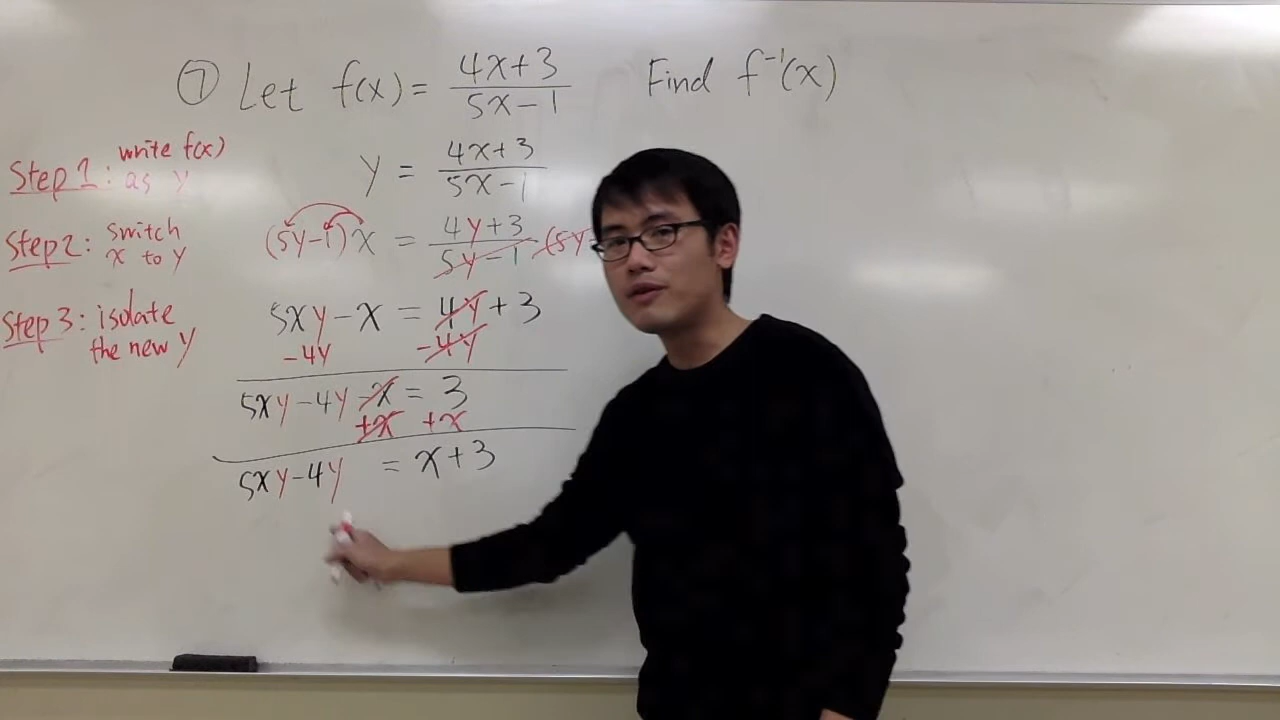 ⑦ Let f(x) = (4x+3)/(5x-1) Find f⁻¹(x)
Step 1: write f(x) as y
y = (4x+3)/(5x-1)
Step 2: switch x to y
(5y-1)x = (4y+3)/(5y-1) · (5y
Step 3: isolate the new y
5xy - x = 4y + 3
-4y -4y
5xy - 4y - x = 3
+x +x
5xy - 4y = x + 3